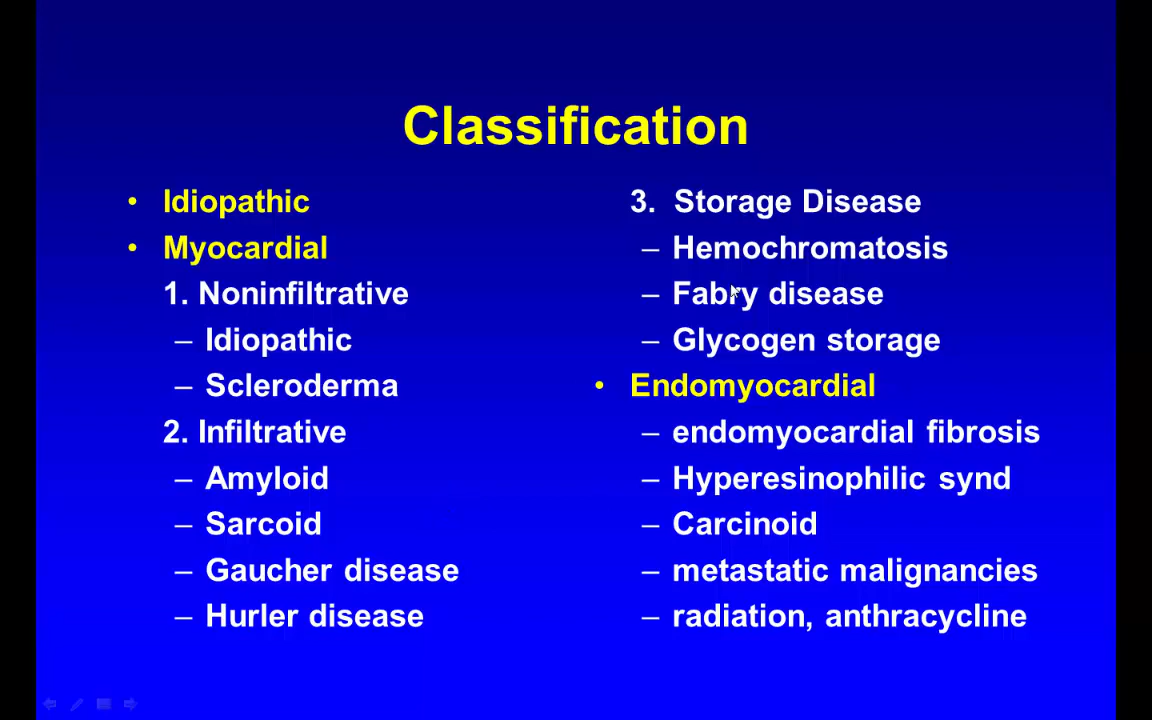 Classification
• Idiopathic
• Myocardial
1. Noninfiltrative
– Idiopathic
– Scleroderma
2. Infiltrative
– Amyloid
– Sarcoid
– Gaucher disease
– Hurler disease
3. Storage Disease
– Hemochromatosis
– Fabry disease
– Glycogen storage
• Endomyocardial
– endomyocardial fibrosis
– Hyperesinophilic synd
– Carcinoid
– metastatic malignancies
– radiation, anthracycline